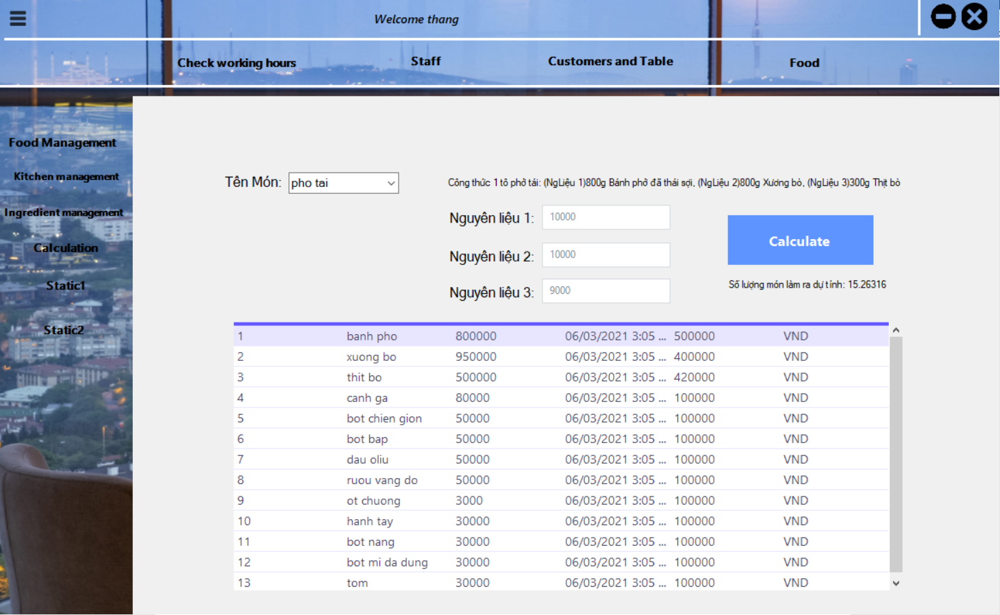 Welcome thang
Check working hours Staff Customers and Table Food
Food Management
Kitchen management
Ingredient management
Calculation
Static1
Static2
Tên Món: pho tai
Công thức 1 tô phở tái: (NgLiệu 1)800g Bánh phở đã thái sợi, (NgLiệu 2)800g Xương bò, (NgLiệu 3)300g Thịt bò
Nguyên liệu 1: 10000
Nguyên liệu 2: 10000
Nguyên liệu 3: 9000
Calculate
Số lượng món làm ra dự tính: 15.26316
1 banh pho 800000 06/03/2021 3:05 ... 500000 VND
2 xuong bo 950000 06/03/2021 3:05 ... 400000 VND
3 thit bo 500000 06/03/2021 3:05 ... 420000 VND
4 canh ga 80000 06/03/2021 3:05 ... 100000 VND
5 bot chien gion 50000 06/03/2021 3:05 ... 100000 VND
6 bot bap 50000 06/03/2021 3:05 ... 100000 VND
7 dau oliu 50000 06/03/2021 3:05 ... 100000 VND
8 ruou vang do 50000 06/03/2021 3:05 ... 100000 VND
9 ot chuong 3000 06/03/2021 3:05 ... 100000 VND
10 hanh tay 30000 06/03/2021 3:05 ... 100000 VND
11 bot nang 30000 06/03/2021 3:05 ... 100000 VND
12 bot mi da dung 30000 06/03/2021 3:05 ... 100000 VND
13 tom 30000 06/03/2021 3:05 ... 100000 VND